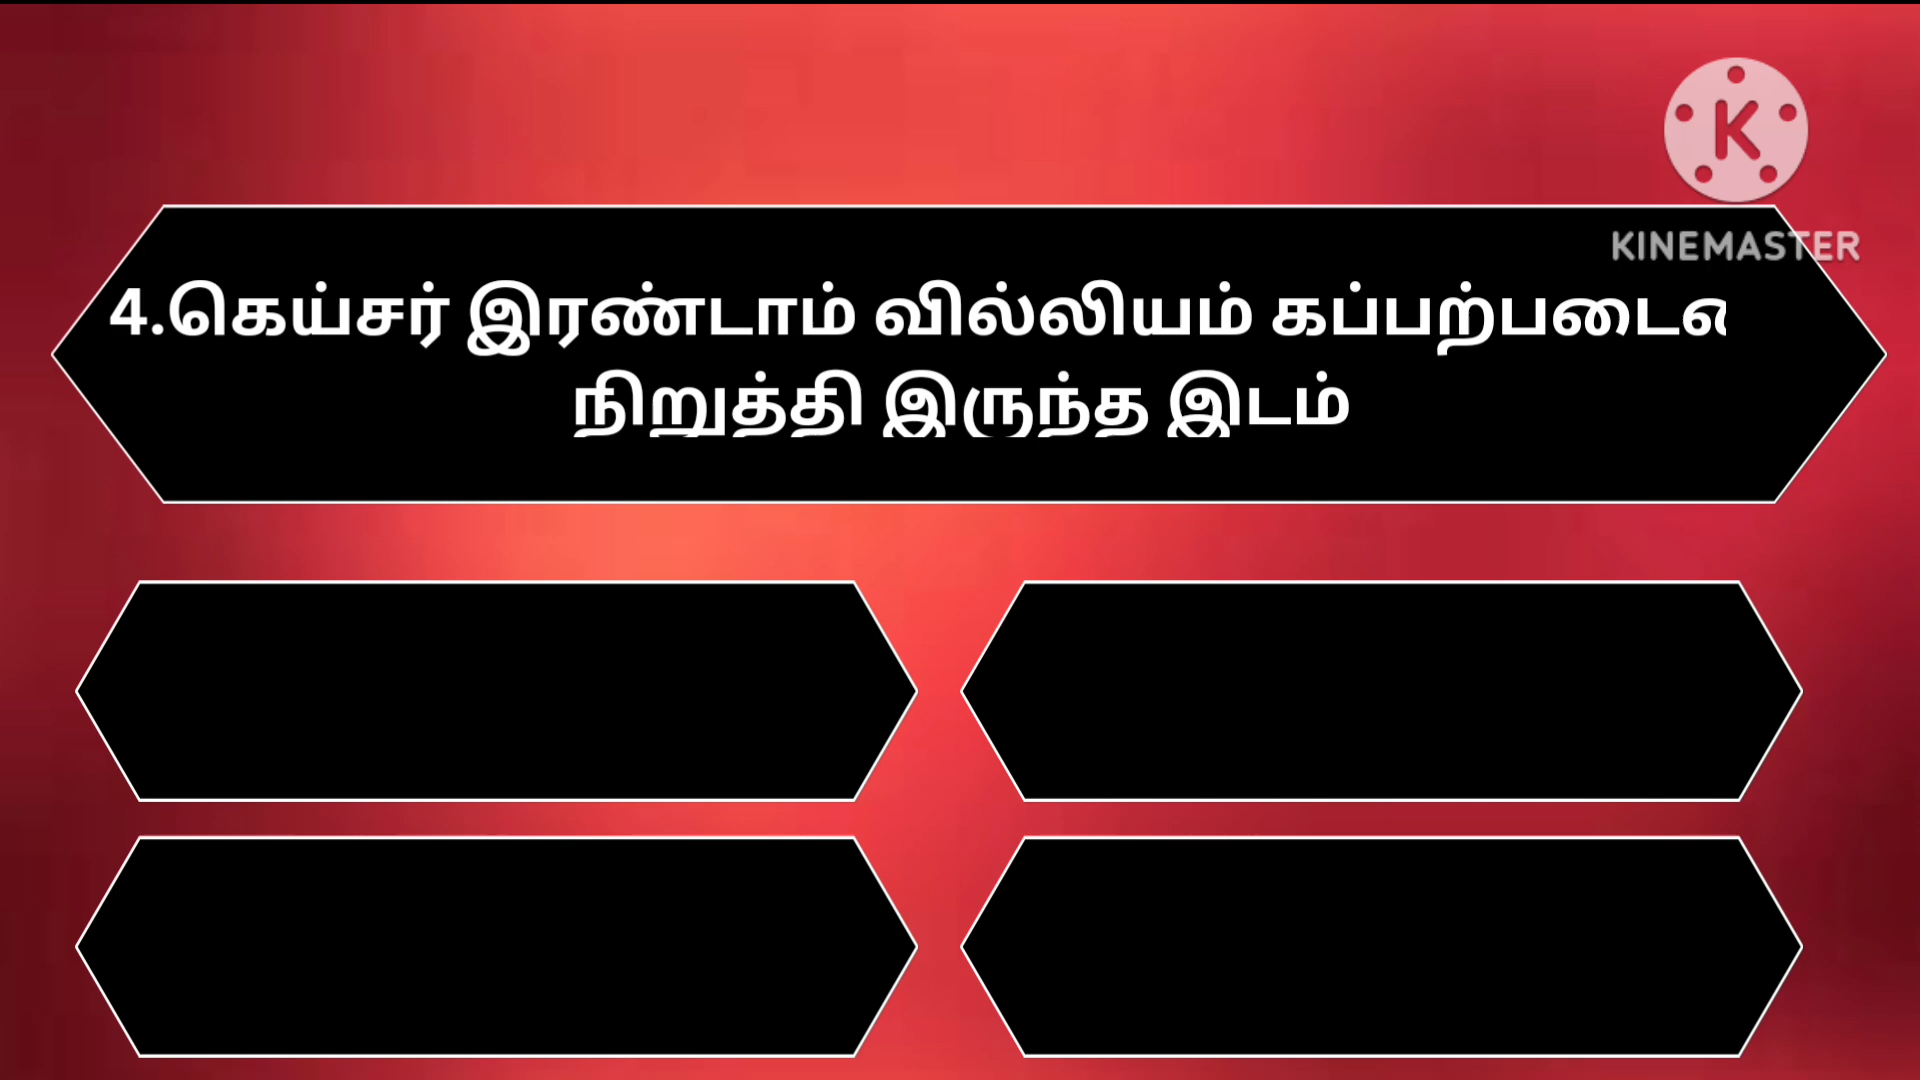 KINEMASTER
4.கெய்சர் இரண்டாம் வில்லியம் கப்பற்படை
நிறுத்தி இருந்த இடம்